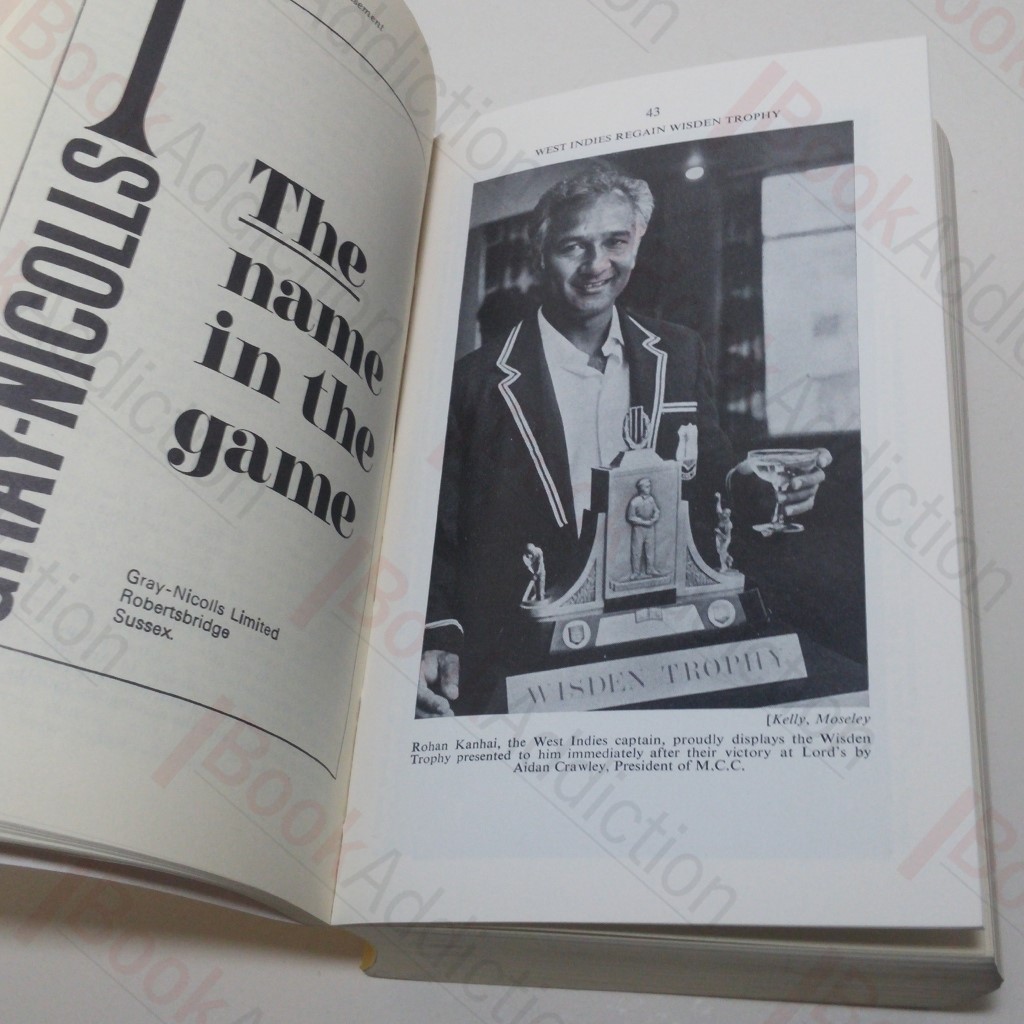 GRAY-NICOLLS
The
name
in the
game
Gray-Nicolls Limited
Robertsbridge
Sussex.
43
WEST INDIES REGAIN WISDEN TROPHY
WISDEN TROPHY
[Kelly, Moseley
Rohan Kanhai, the West Indies captain, proudly displays the Wisden
Trophy presented to him immediately after their victory at Lord's by
Aidan Crawley, President of M.C.C.
BookAddiction